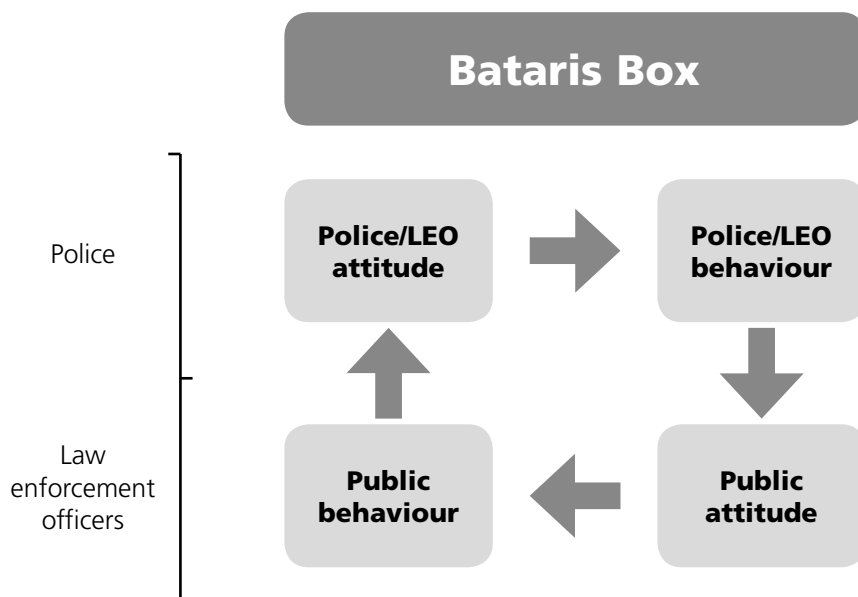 Bataris Box
Police
Police/LEO
attitude
Police/LEO
behaviour
Law
enforcement
officers
Public
behaviour
Public
attitude